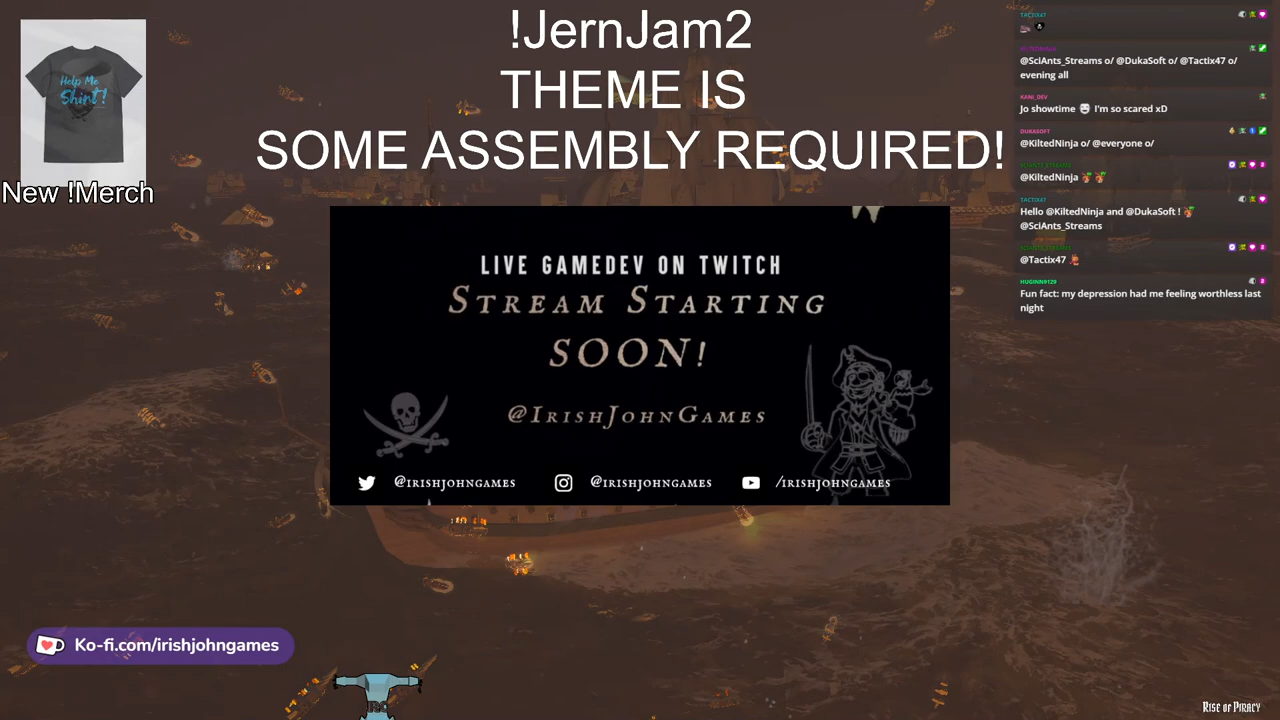 !JernJam2
THEME IS
SOME ASSEMBLY REQUIRED!
Help Me
Shint!
New !Merch
LIVE GAMEDEV ON TWITCH
STREAM STARTING
SOON!
@IRISHJOHNGAMES
@IRISHJOHNGAMES
@IRISHJOHNGAMES
/IRISHJOHNGAMES
Ko-fi.com/irishjohngames
TACTIX47
@SciAnts_Streams o/ @DukaSoft o/ @Tactix47 o/
evening all
KANI_DEV
Jo showtime I'm so scared xD
DUKASOFT
@KiltedNinja o/ @everyone o/
SCIANTS_STREAMS
@KiltedNinja
TACTIX47
Hello @KiltedNinja and @DukaSoft !
@SciAnts_Streams
SCIANTS_STREAMS
@Tactix47
HUGINN9129
Fun fact: my depression had me feeling worthless last
night
RISE OF PIRACY